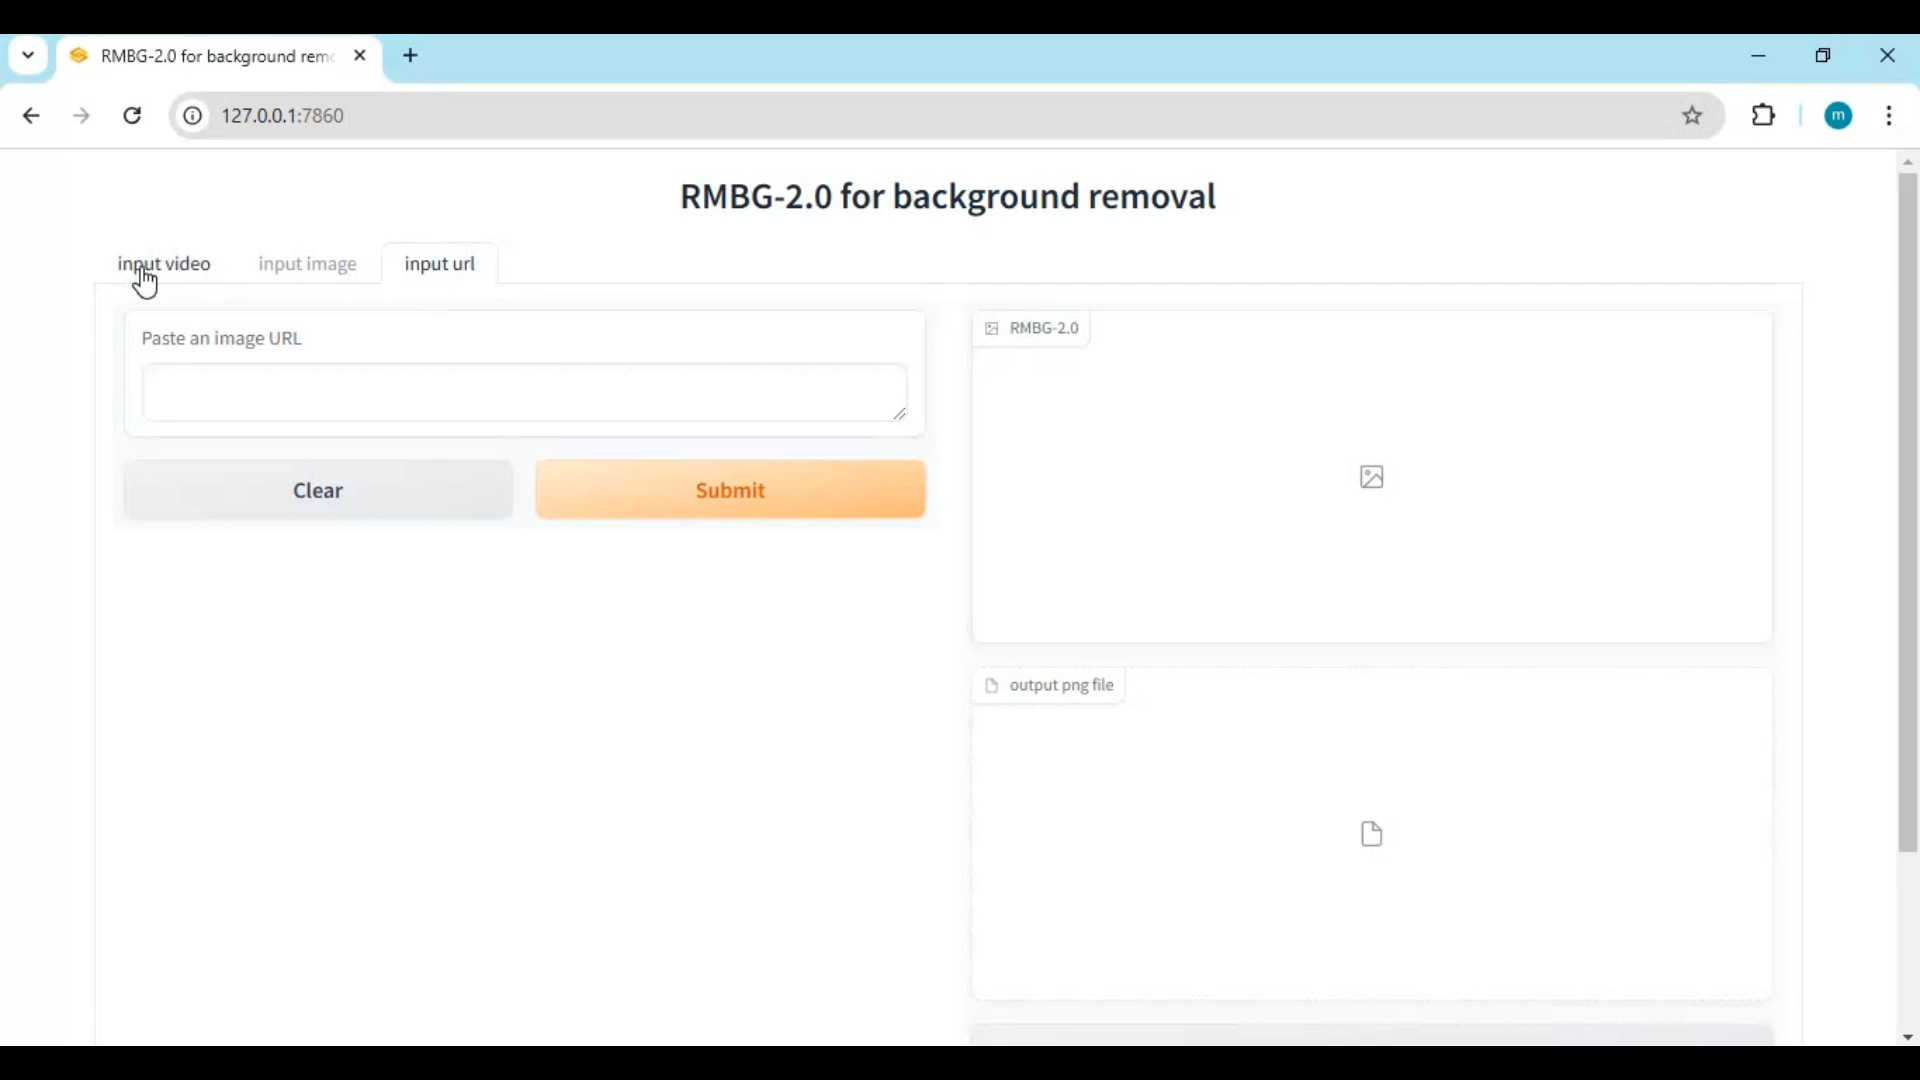 RMBG-2.0 for background remo
127.0.0.1:7860
m
RMBG-2.0 for background removal
input video
input image
input url
Paste an image URL
Clear
Submit
RMBG-2.0
output png file